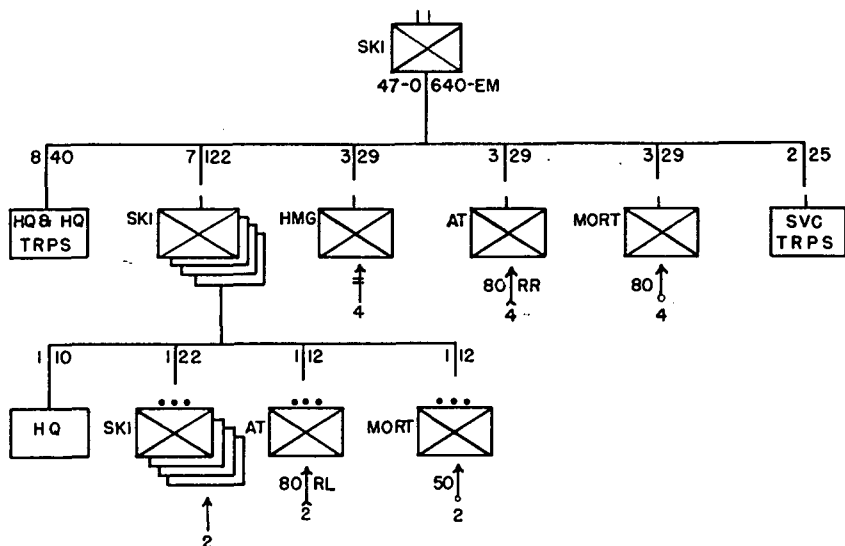 SKI
47-0 640-EM
8 40
7 122
3 29
3 29
3 29
2 25
HQ & HQ
TRPS
SKI
HMG
AT
MORT
SVC
TRPS
4
80 RR
4
80
4
1 10
1 22
1 12
1 12
HQ
SKI
AT
MORT
2
80 RL
2
50
2